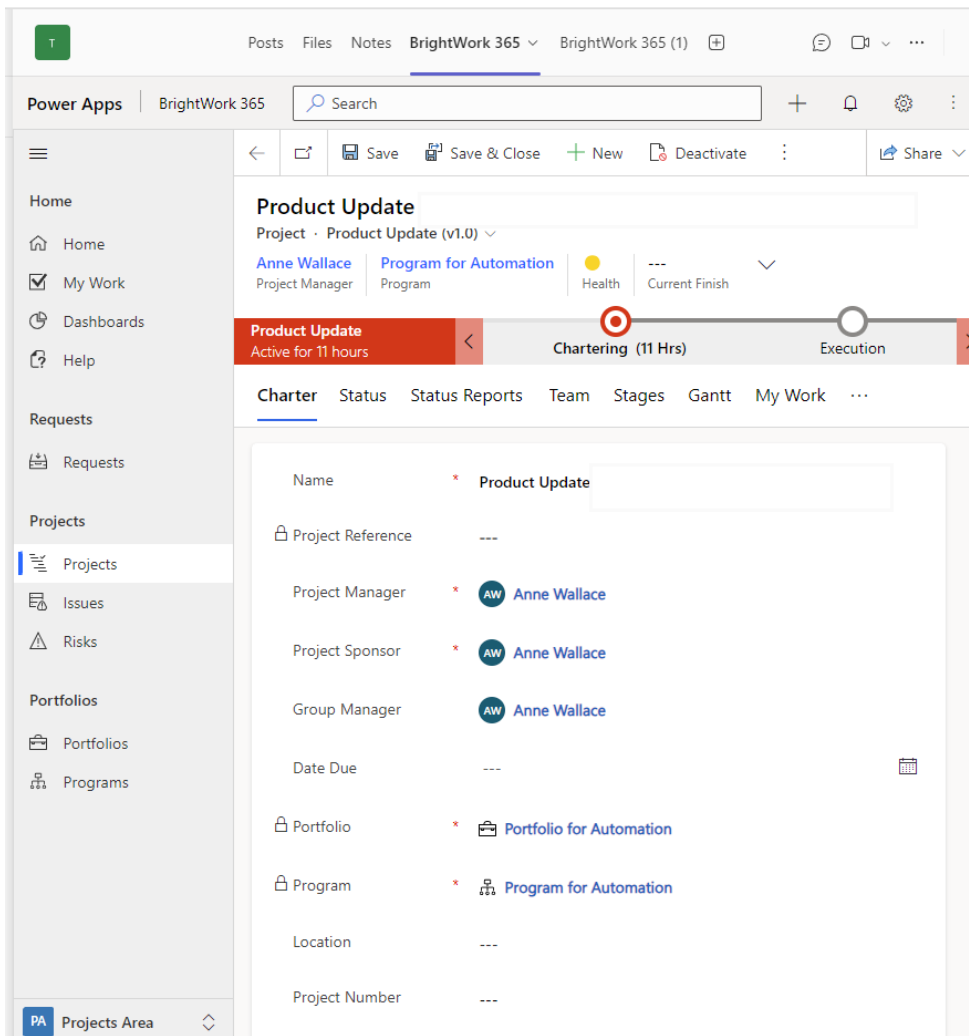 T
Posts Files Notes BrightWork 365 BrightWork 365 (1)
Power Apps BrightWork 365 Search
Save Save & Close New Deactivate Share
Home
Home
My Work
Dashboards
Help
Requests
Requests
Projects
Projects
Issues
Risks
Portfolios
Portfolios
Programs
PA Projects Area
Product Update
Project · Product Update (v1.0)
Anne Wallace Program for Automation ---
Project Manager Program Health Current Finish
Product Update
Active for 11 hours
Chartering (11 Hrs) Execution
Charter Status Status Reports Team Stages Gantt My Work ...
Name * Product Update
Project Reference ---
Project Manager * AW Anne Wallace
Project Sponsor * AW Anne Wallace
Group Manager AW Anne Wallace
Date Due ---
Portfolio * Portfolio for Automation
Program * Program for Automation
Location ---
Project Number ---